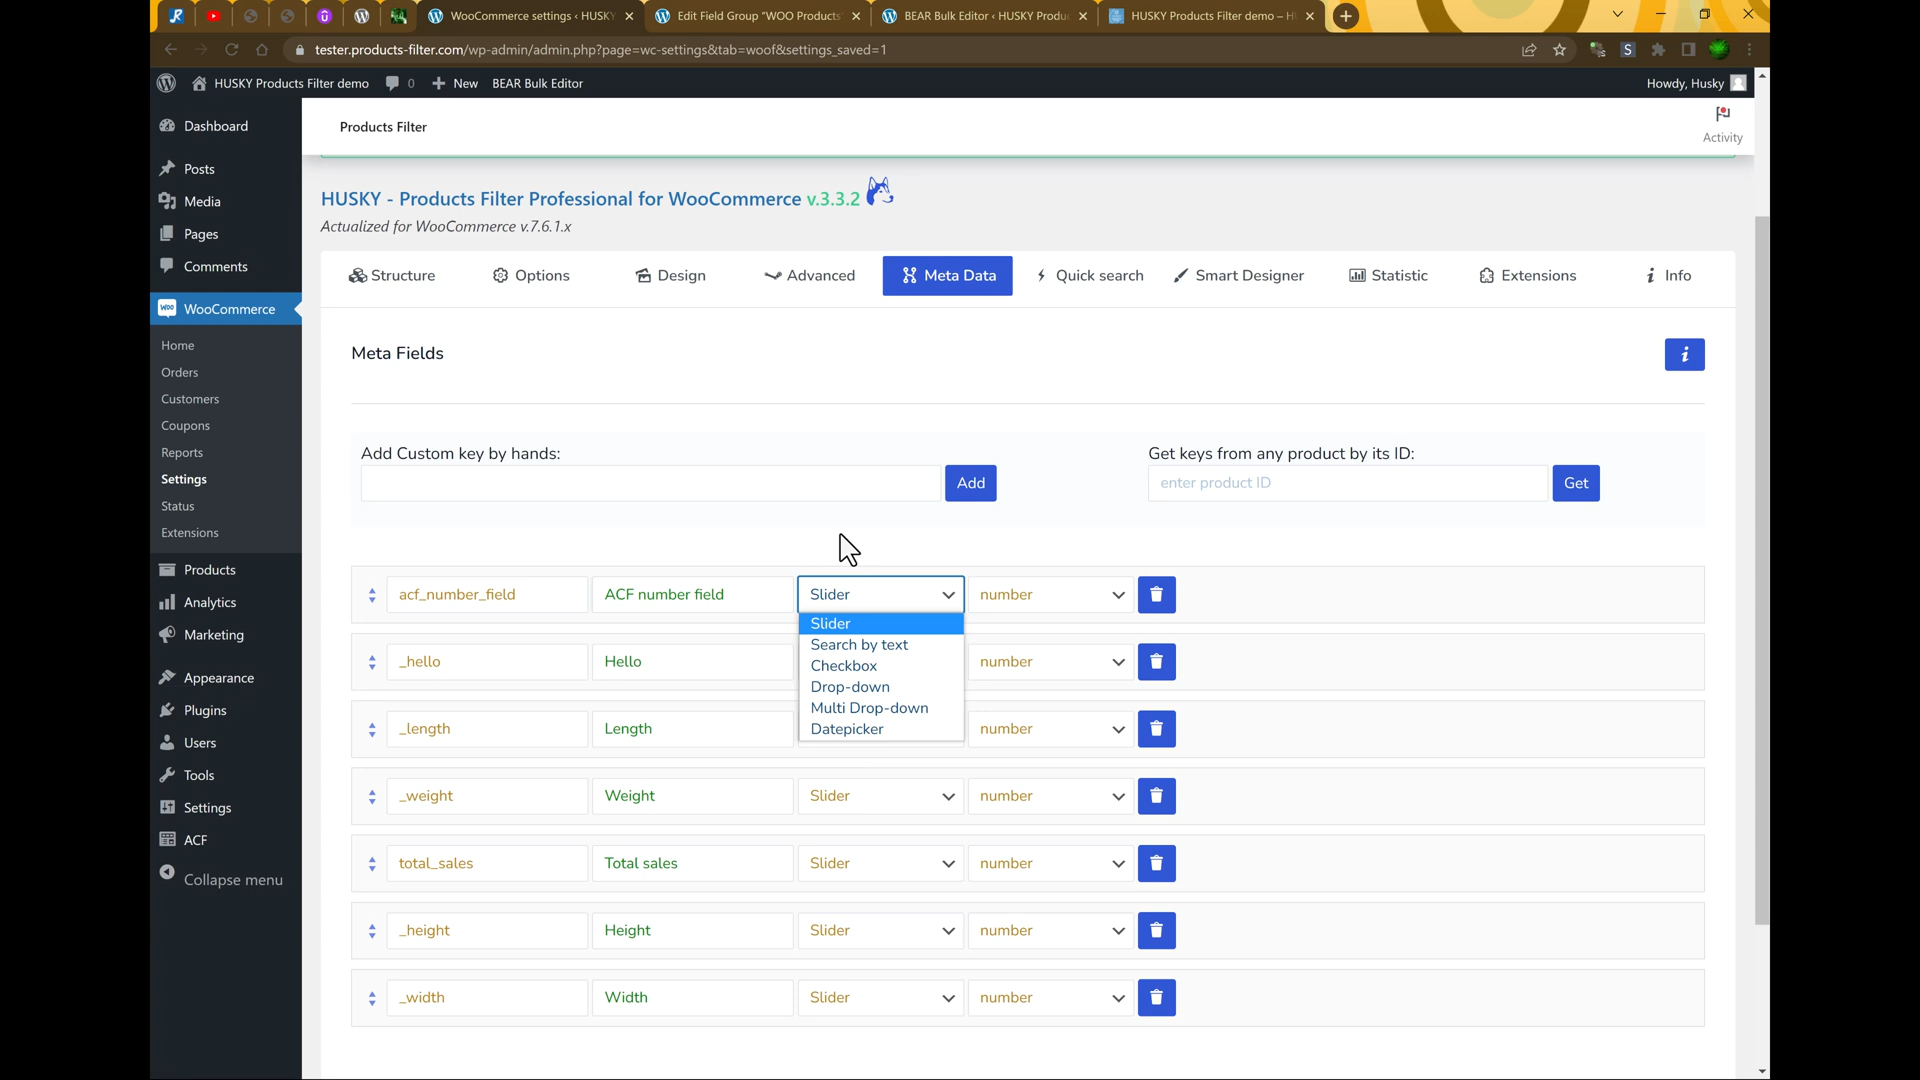 WooCommerce settings ‹ HUSKY
Edit Field Group "WOO Products
BEAR Bulk Editor ‹ HUSKY Produc
HUSKY Products Filter demo – H
tester.products-filter.com/wp-admin/admin.php?page=wc-settings&tab=woof&settings_saved=1
HUSKY Products Filter demo
0
New
BEAR Bulk Editor
Howdy, Husky
Dashboard
Posts
Media
Pages
Comments
WooCommerce
Home
Orders
Customers
Coupons
Reports
Settings
Status
Extensions
Products
Analytics
Marketing
Appearance
Plugins
Users
Tools
Settings
ACF
Collapse menu
Products Filter
Activity
HUSKY - Products Filter Professional for WooCommerce v.3.3.2
Actualized for WooCommerce v.7.6.1.x
Structure
Options
Design
Advanced
Meta Data
Quick search
Smart Designer
Statistic
Extensions
Info
Meta Fields
Add Custom key by hands:
Add
Get keys from any product by its ID:
enter product ID
Get
acf_number_field
ACF number field
Slider
number
Slider
Search by text
Checkbox
Drop-down
Multi Drop-down
Datepicker
_hello
Hello
number
_length
Length
number
_weight
Weight
Slider
number
total_sales
Total sales
Slider
number
_height
Height
Slider
number
_width
Width
Slider
number